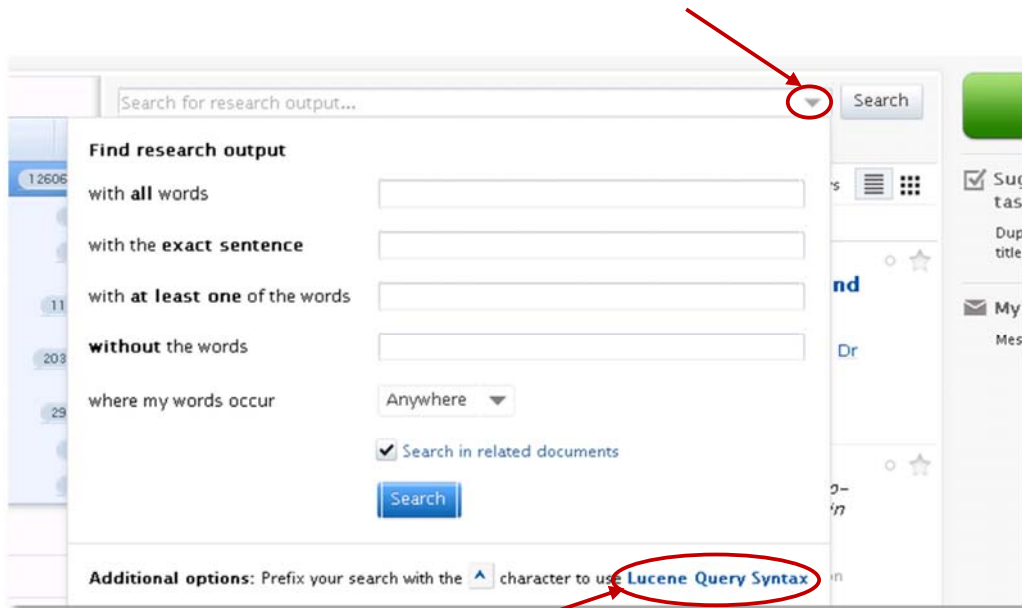 Search for research output...
Search
Find research output
12606
with all words
Sug
tas
Dup
title
with the exact sentence
nd
with at least one of the words
11
My
Mes
without the words
Dr
203
where my words occur
Anywhere
29
Search in related documents
Search
Additional options: Prefix your search with the ^ character to use Lucene Query Syntax